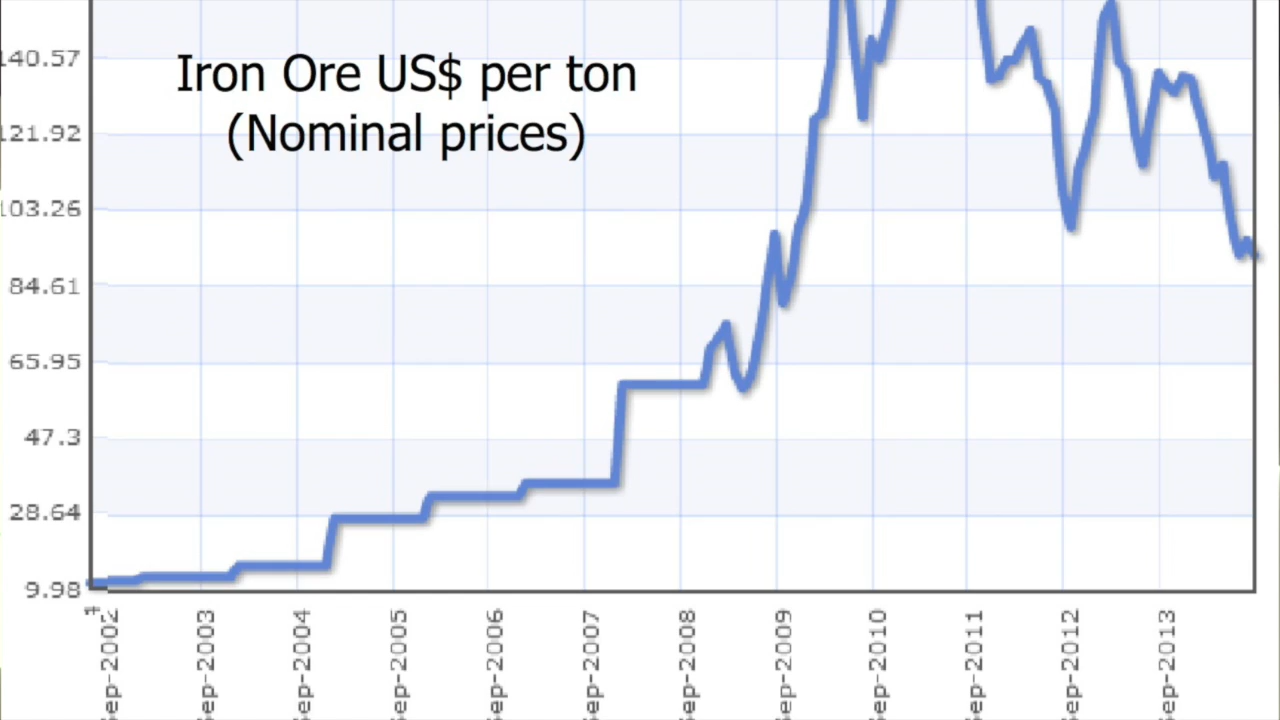 Iron Ore US$ per ton
(Nominal prices)
140.57
121.92
103.26
84.61
65.95
47.3
28.64
9.98
Sep-2002
Sep-2003
Sep-2004
Sep-2005
Sep-2006
Sep-2007
Sep-2008
Sep-2009
Sep-2010
Sep-2011
Sep-2012
Sep-2013